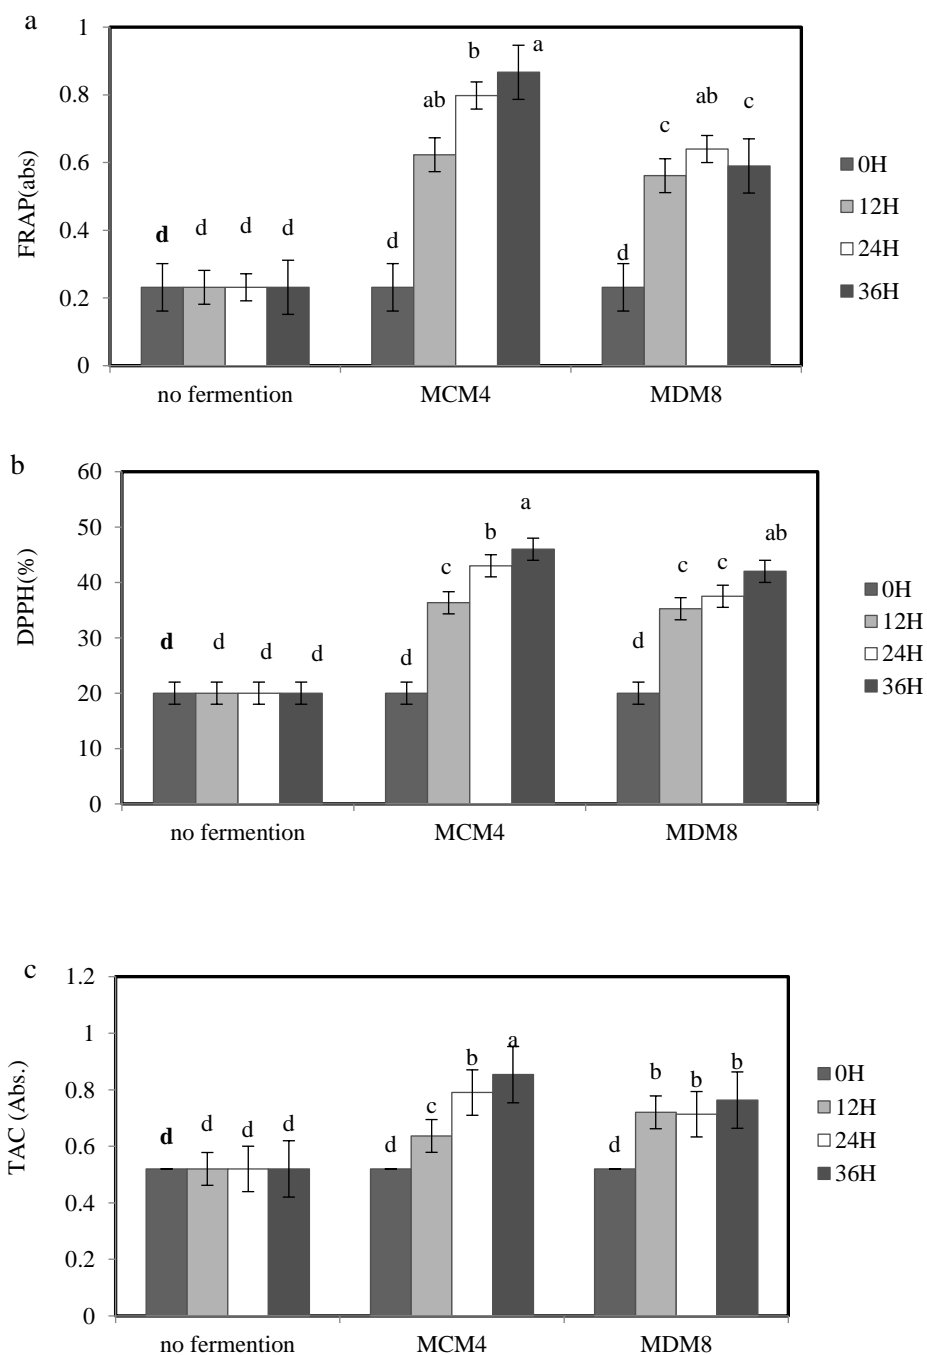 a
1
0.8
0.6
0.4
0.2
0
FRAP(abs)
d d d d
d ab b a
d c ab c
no fermention MCM4 MDM8
0H
12H
24H
36H
b
60
50
40
30
20
10
0
DPPH(%)
d d d d
d c b a
d c c ab
no fermention MCM4 MDM8
0H
12H
24H
36H
c
1.2
1
0.8
0.6
0.4
0.2
0
TAC (Abs.)
d d d d
d c b a
d b b b
no fermention MCM4 MDM8
0H
12H
24H
36H